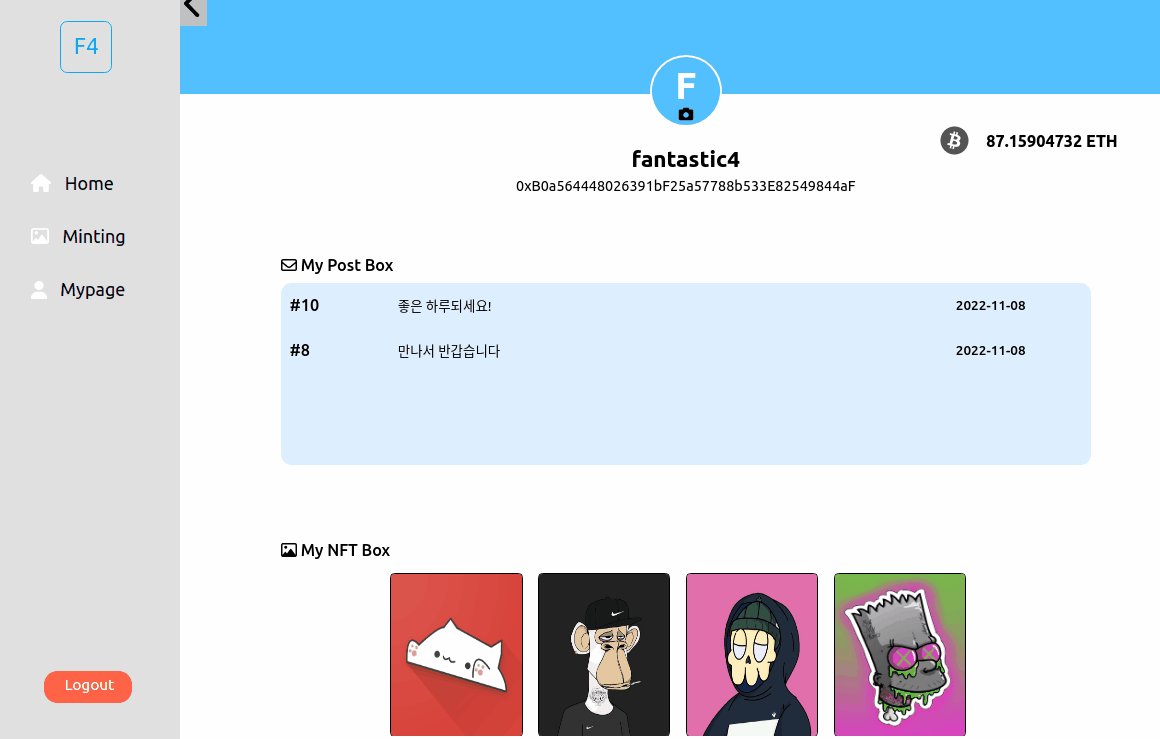 F4
F
87.15904732 ETH
fantastic4
0xB0a564448026391bF25a57788b533E82549844aF
Home
Minting
Mypage
My Post Box
#10 좋은 하루되세요! 2022-11-08
#8 만나서 반갑습니다 2022-11-08
My NFT Box
Logout